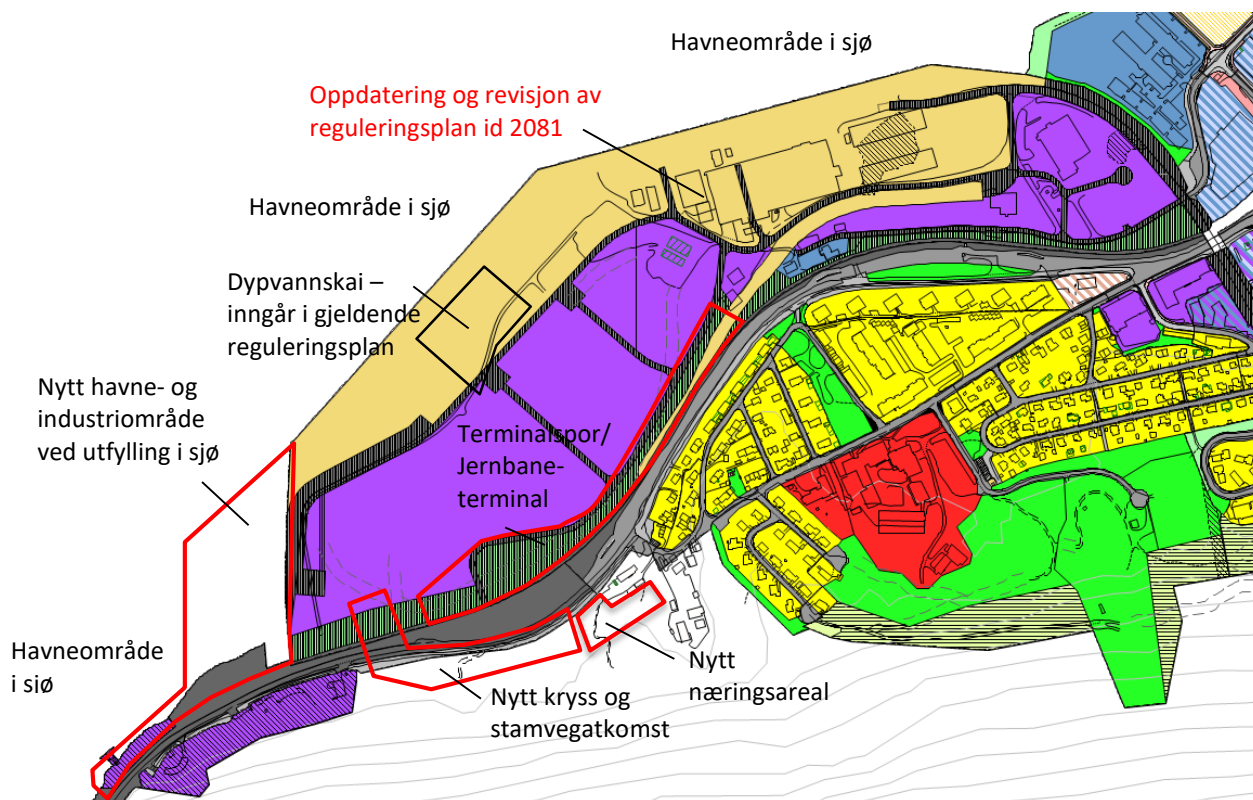 Havneområde i sjø
Oppdatering og revisjon av
reguleringsplan id 2081
Havneområde i sjø
Dypvannskai –
inngår i gjeldende
reguleringsplan
Nytt havne- og
industriområde
ved utfylling i sjø
Terminalspor/
Jernbane-
terminal
Havneområde
i sjø
Nytt
næringsareal
Nytt kryss og
stamvegatkomst